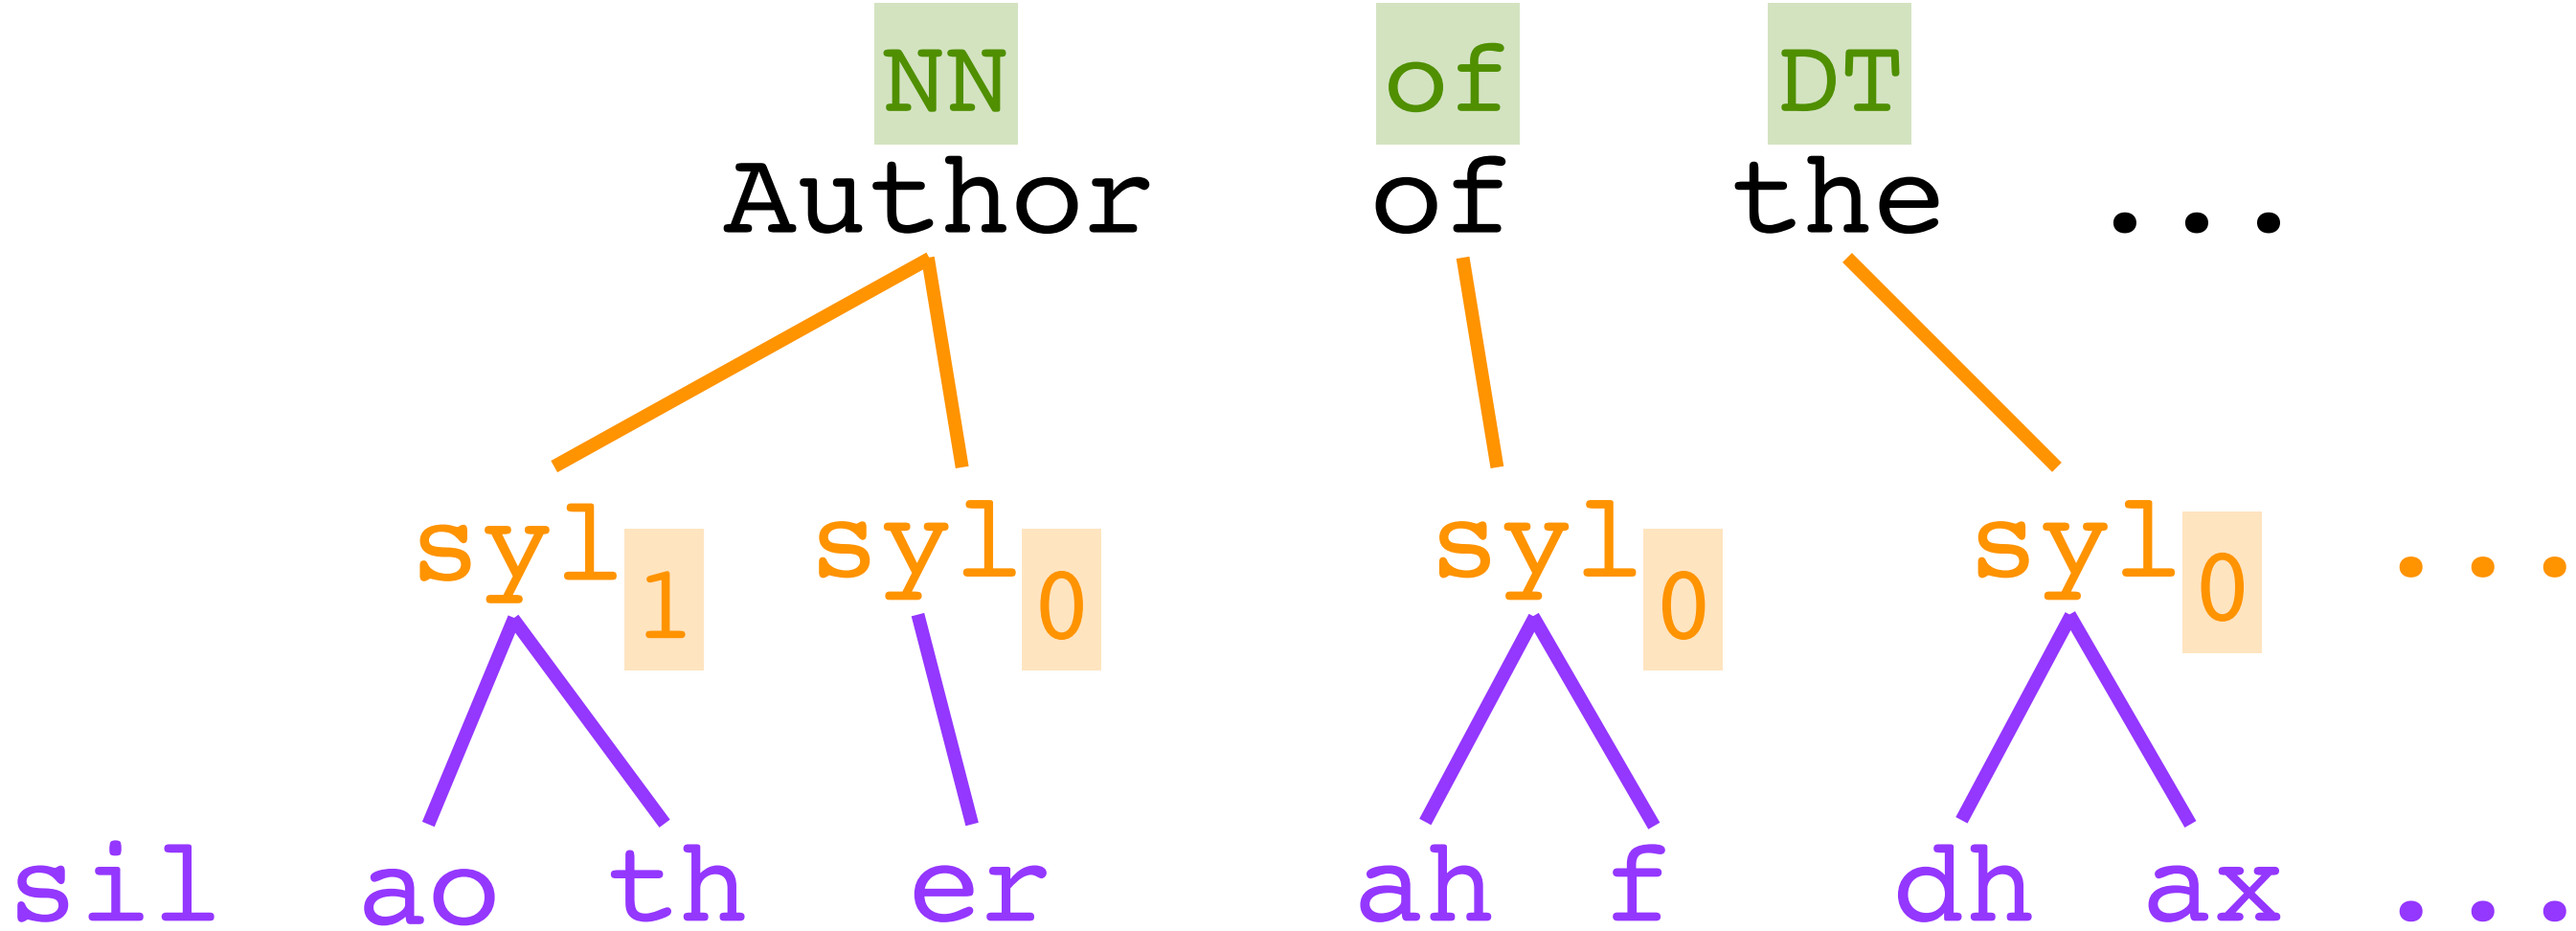 NN of DT
Author of the ...
syl1 syl0 syl0 syl0 ...
sil ao th er ah f dh ax ...